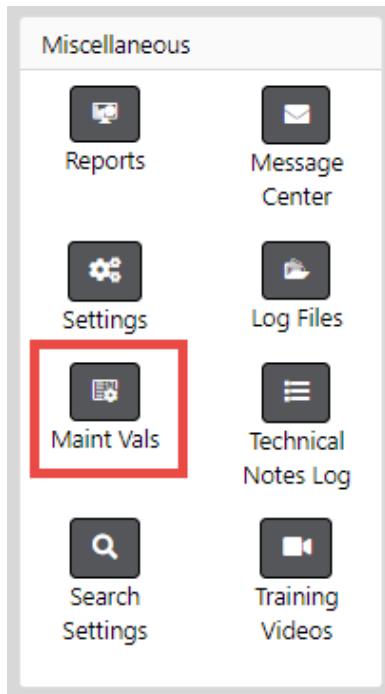 Miscellaneous
Reports
Message
Center
Settings
Log Files
Maint Vals
Technical
Notes Log
Search
Settings
Training
Videos